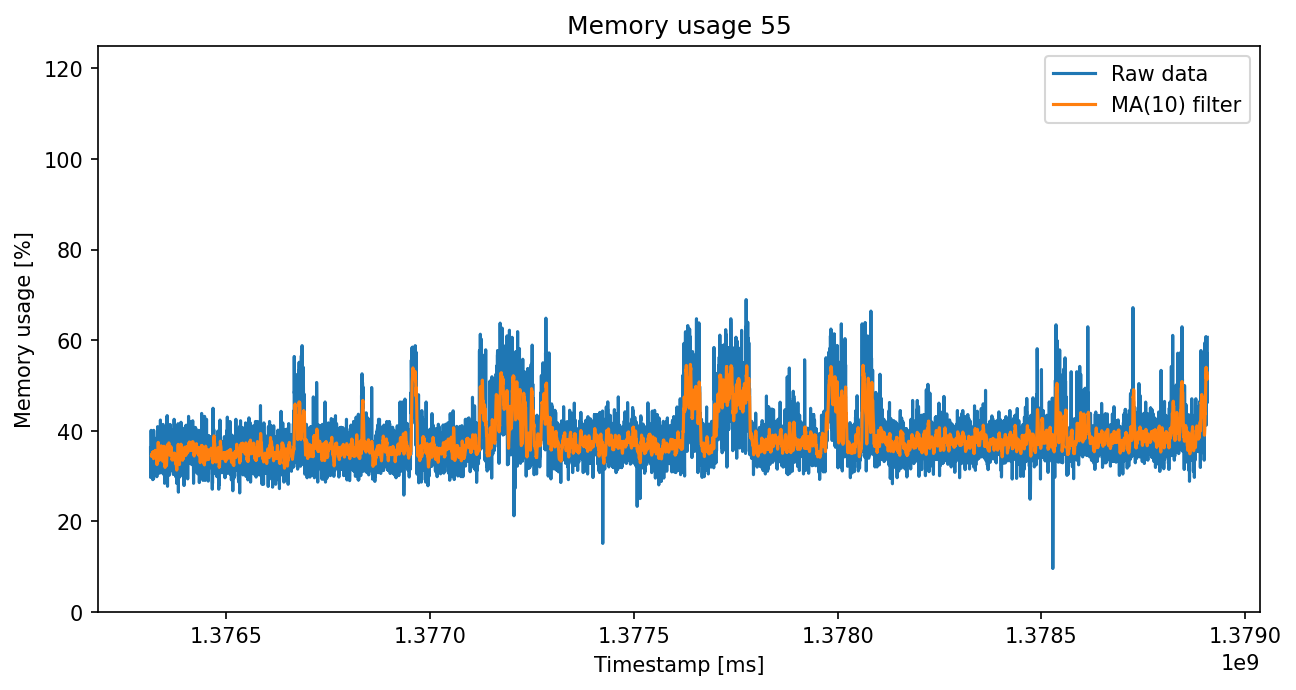 Memory usage 55
Raw data
MA(10) filter
Memory usage [%]
120
100
80
60
40
20
0
1.3765 1.3770 1.3775 1.3780 1.3785 1.3790
1e9
Timestamp [ms]